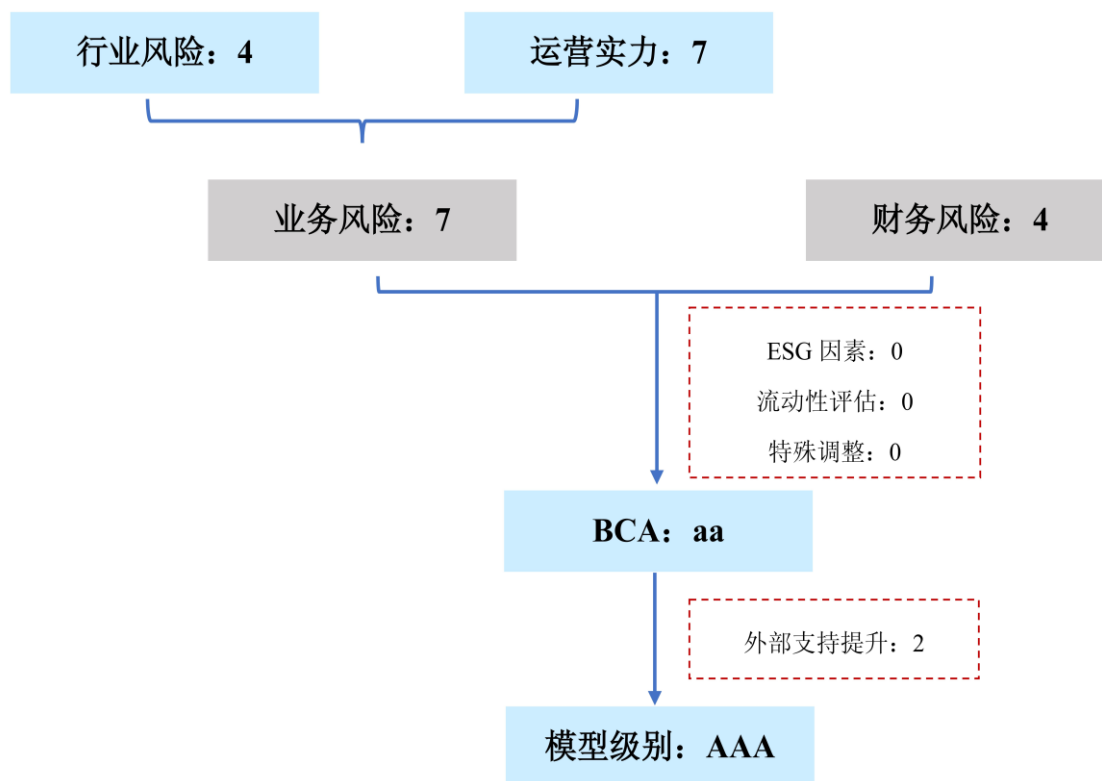 行业风险：4
运营实力：7
业务风险：7
财务风险：4
ESG 因素：0
流动性评估：0
特殊调整：0
BCA：aa
外部支持提升：2
模型级别：AAA